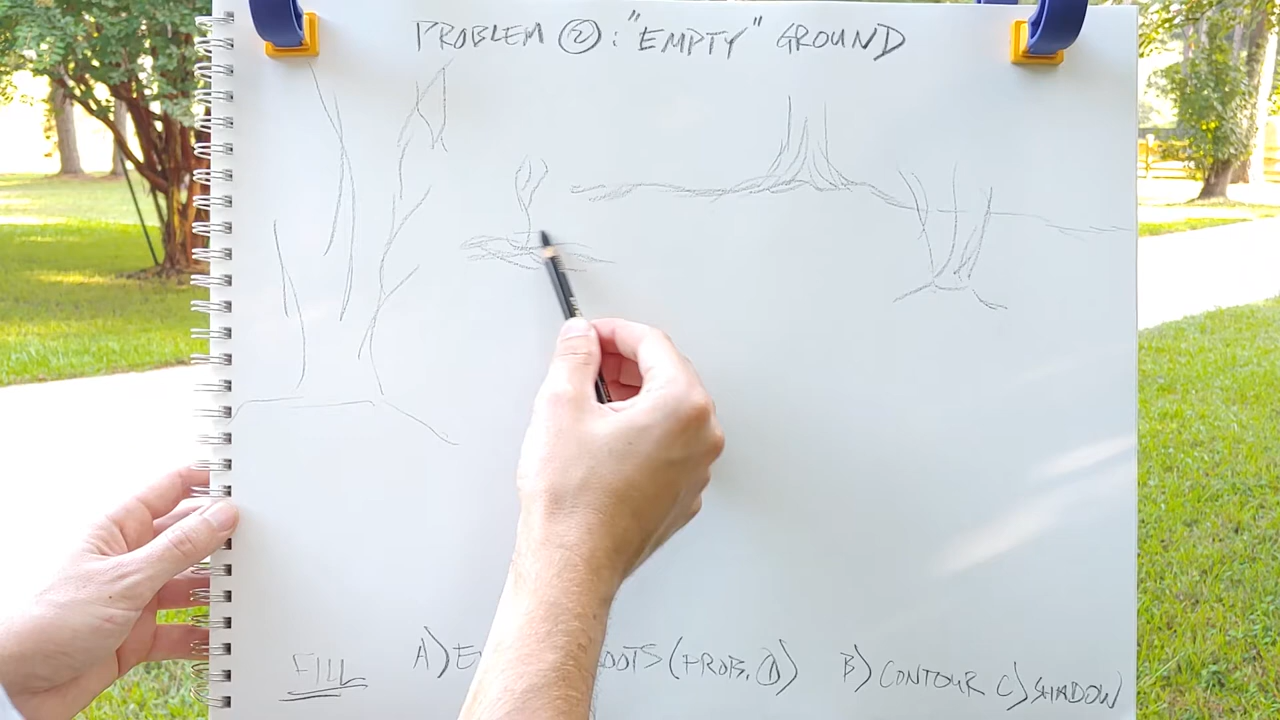 PROBLEM ②: "EMPTY" GROUND
FILL A) OOTS (PROB. ①) B) CONTOUR C) SHADOW